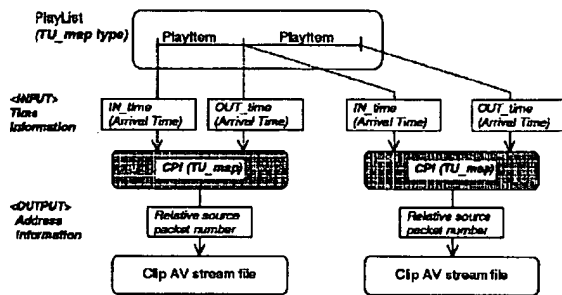 PlayList
(TU_map type)
PlayItem PlayItem
<INPUT>
Time
Information
IN_time
(Arrival Time)
OUT_time
(Arrival Time)
IN_time
(Arrival Time)
OUT_time
(Arrival Time)
CPI (TU_map)
CPI (TU_map)
<OUTPUT>
Address
Information
Relative source
packet number
Relative source
packet number
Clip AV stream file
Clip AV stream file